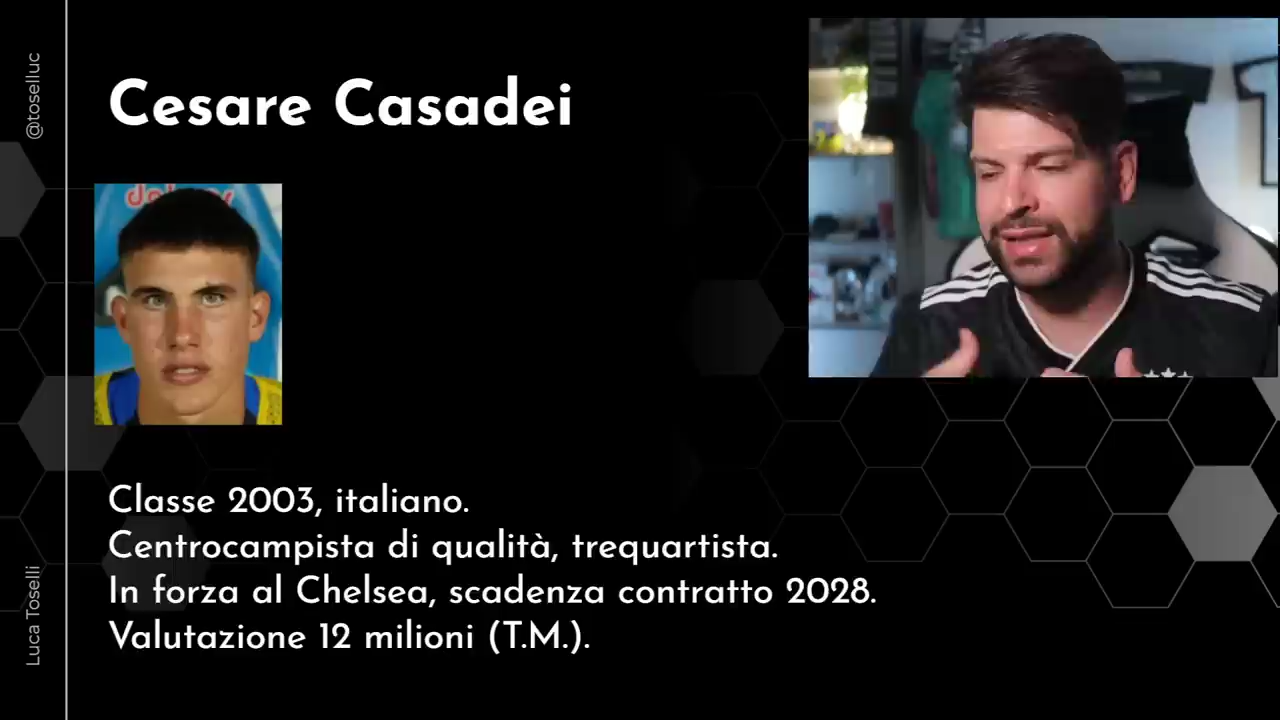 @toselluc
Luca Toselli
Cesare Casadei
Classe 2003, italiano.
Centrocampista di qualità, trequartista.
In forza al Chelsea, scadenza contratto 2028.
Valutazione 12 milioni (T.M.).